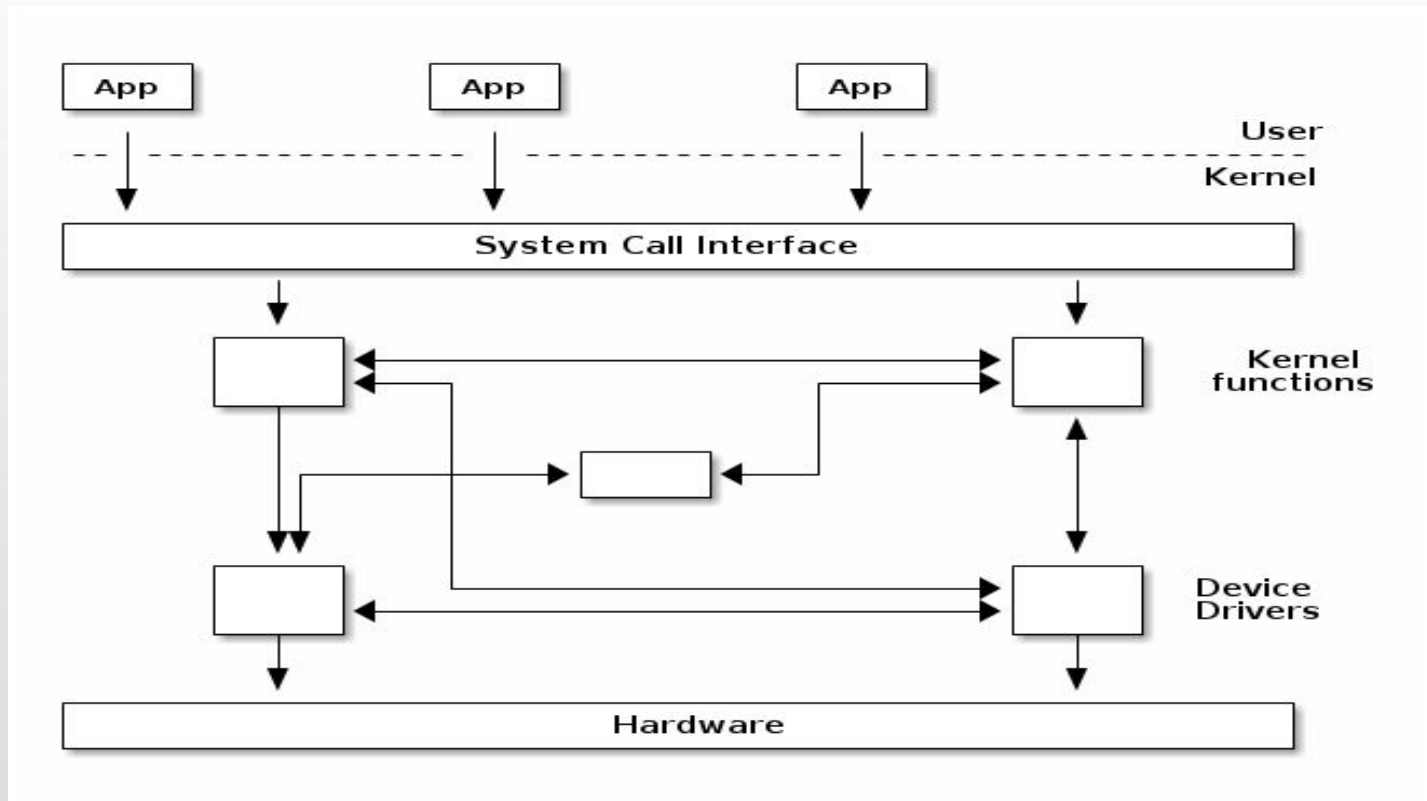 App
App
App
User
Kernel
System Call Interface
Kernel
functions
Device
Drivers
Hardware